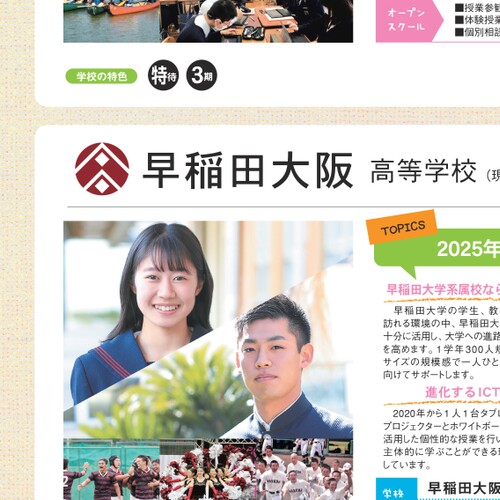 オープン
スクール
■授業参
■体験授業
■個別相談
学校の特色
特待
3期
早稲田大阪 高等学校 (現
TOPICS
2025年
早稲田大学系属校なら
早稲田大学の学生、教
訪れる環境の中、早稲田大
十分に活用し、大学への進路
を高めます。1学年300人規
サイズの規模感で一人ひと
向けてサポートします。
進化するICT
2020年から1人1台タブレ
プロジェクターとホワイトボー
活用した個性的な授業を行い
主体的に学ぶことができる
しています。
学校
早稲田大阪